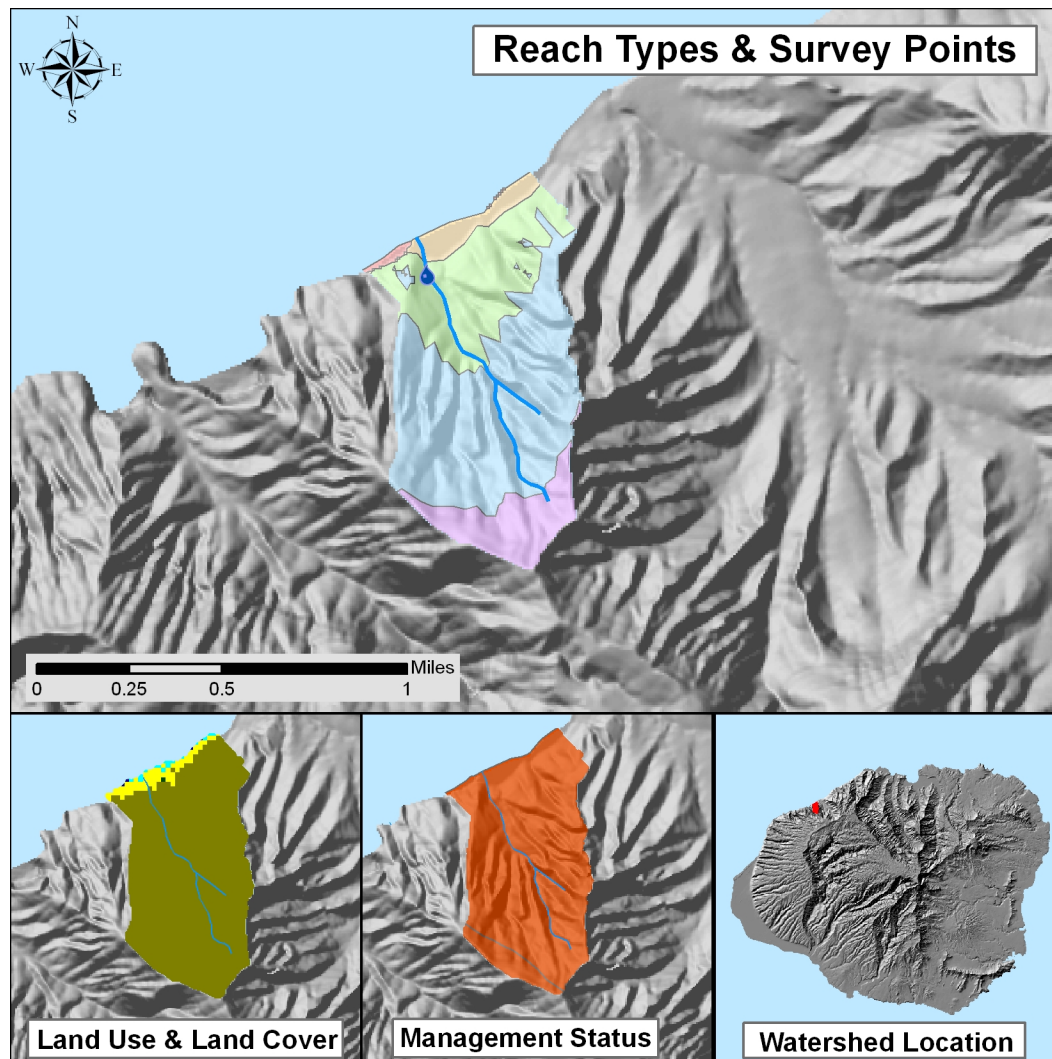 N
W E
S
Reach Types & Survey Points
Miles
0 0.25 0.5 1
Land Use & Land Cover
Management Status
Watershed Location